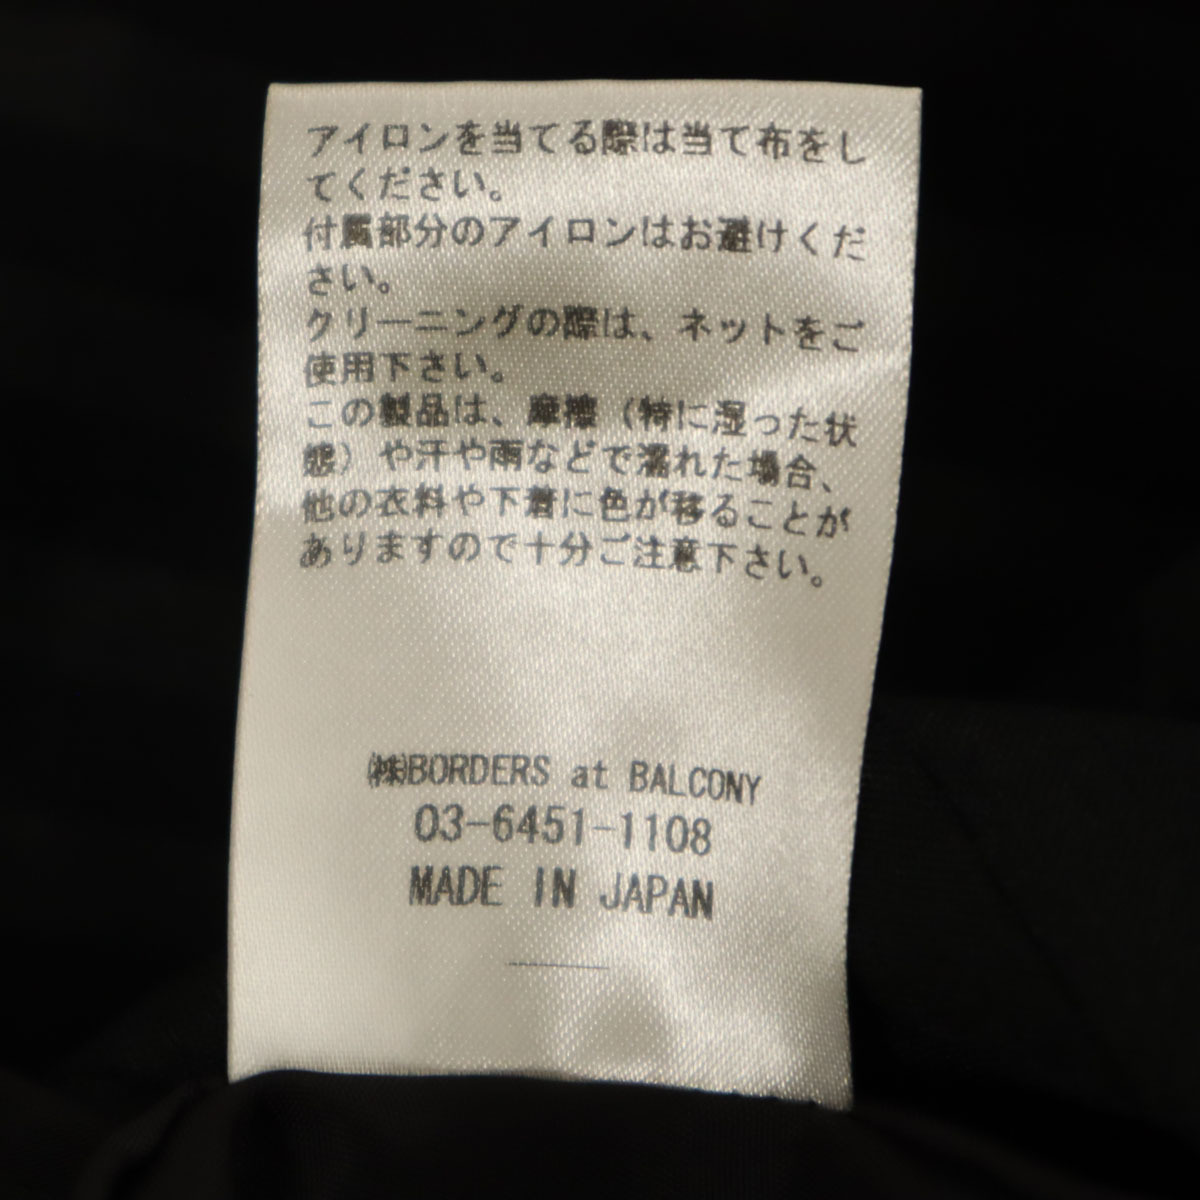 アイロンを当てる際は当て布をし
てください。
付属部分のアイロンはお避けくだ
さい。
クリーニングの際は、ネットをご
使用下さい。
この製品は、摩擦（特に湿った状
態）や汗や雨などで濡れた場合、
他の衣料や下着に色が移ることが
ありますので十分ご注意下さい。
㈱BORDERS at BALCONY
03-6451-1108
MADE IN JAPAN